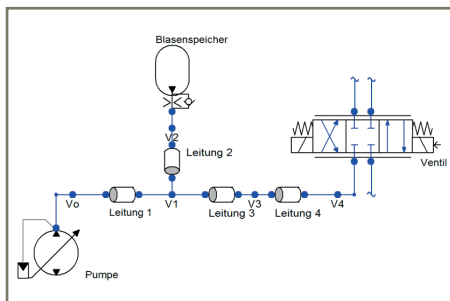 Blasenspeicher
V2
Leitung 2
Ventil
Vo
Leitung 1
V1
Leitung 3
V3
Leitung 4
V4
Pumpe